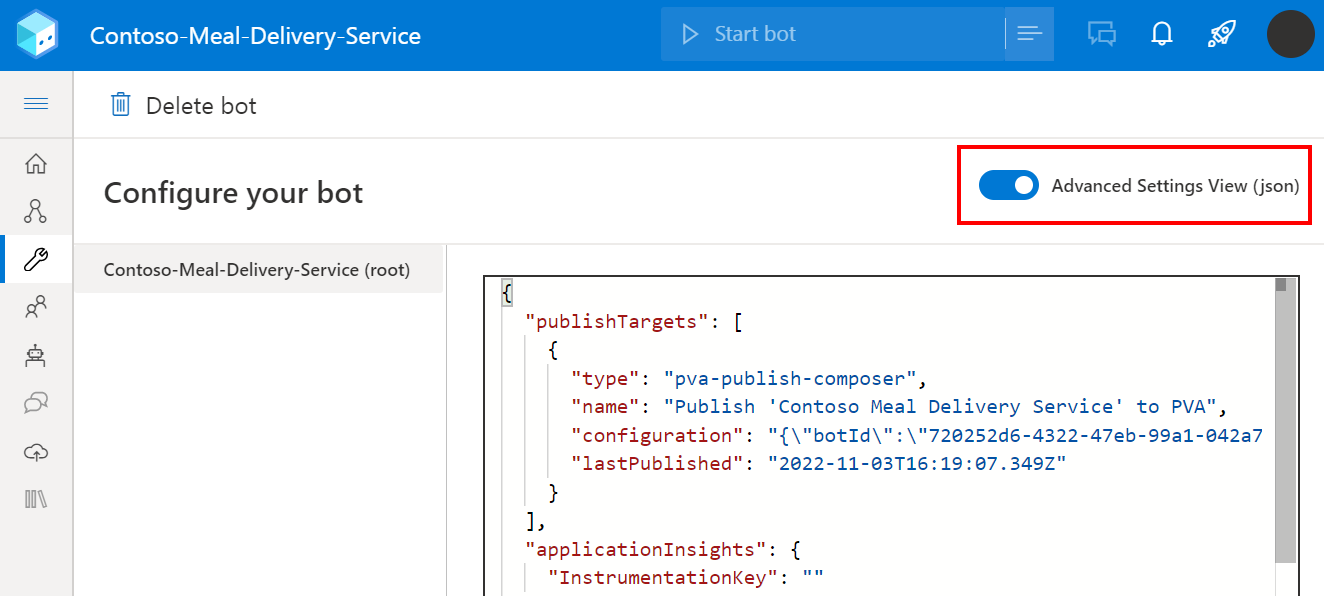 Contoso-Meal-Delivery-Service
Start bot
Delete bot
Configure your bot
Advanced Settings View (json)
Contoso-Meal-Delivery-Service (root)
{
"publishTargets": [
{
"type": "pva-publish-composer",
"name": "Publish 'Contoso Meal Delivery Service' to PVA",
"configuration": "{\"botId\":\"720252d6-4322-47eb-99a1-042a7
"lastPublished": "2022-11-03T16:19:07.349Z"
}
],
"applicationInsights": {
"InstrumentationKey": ""